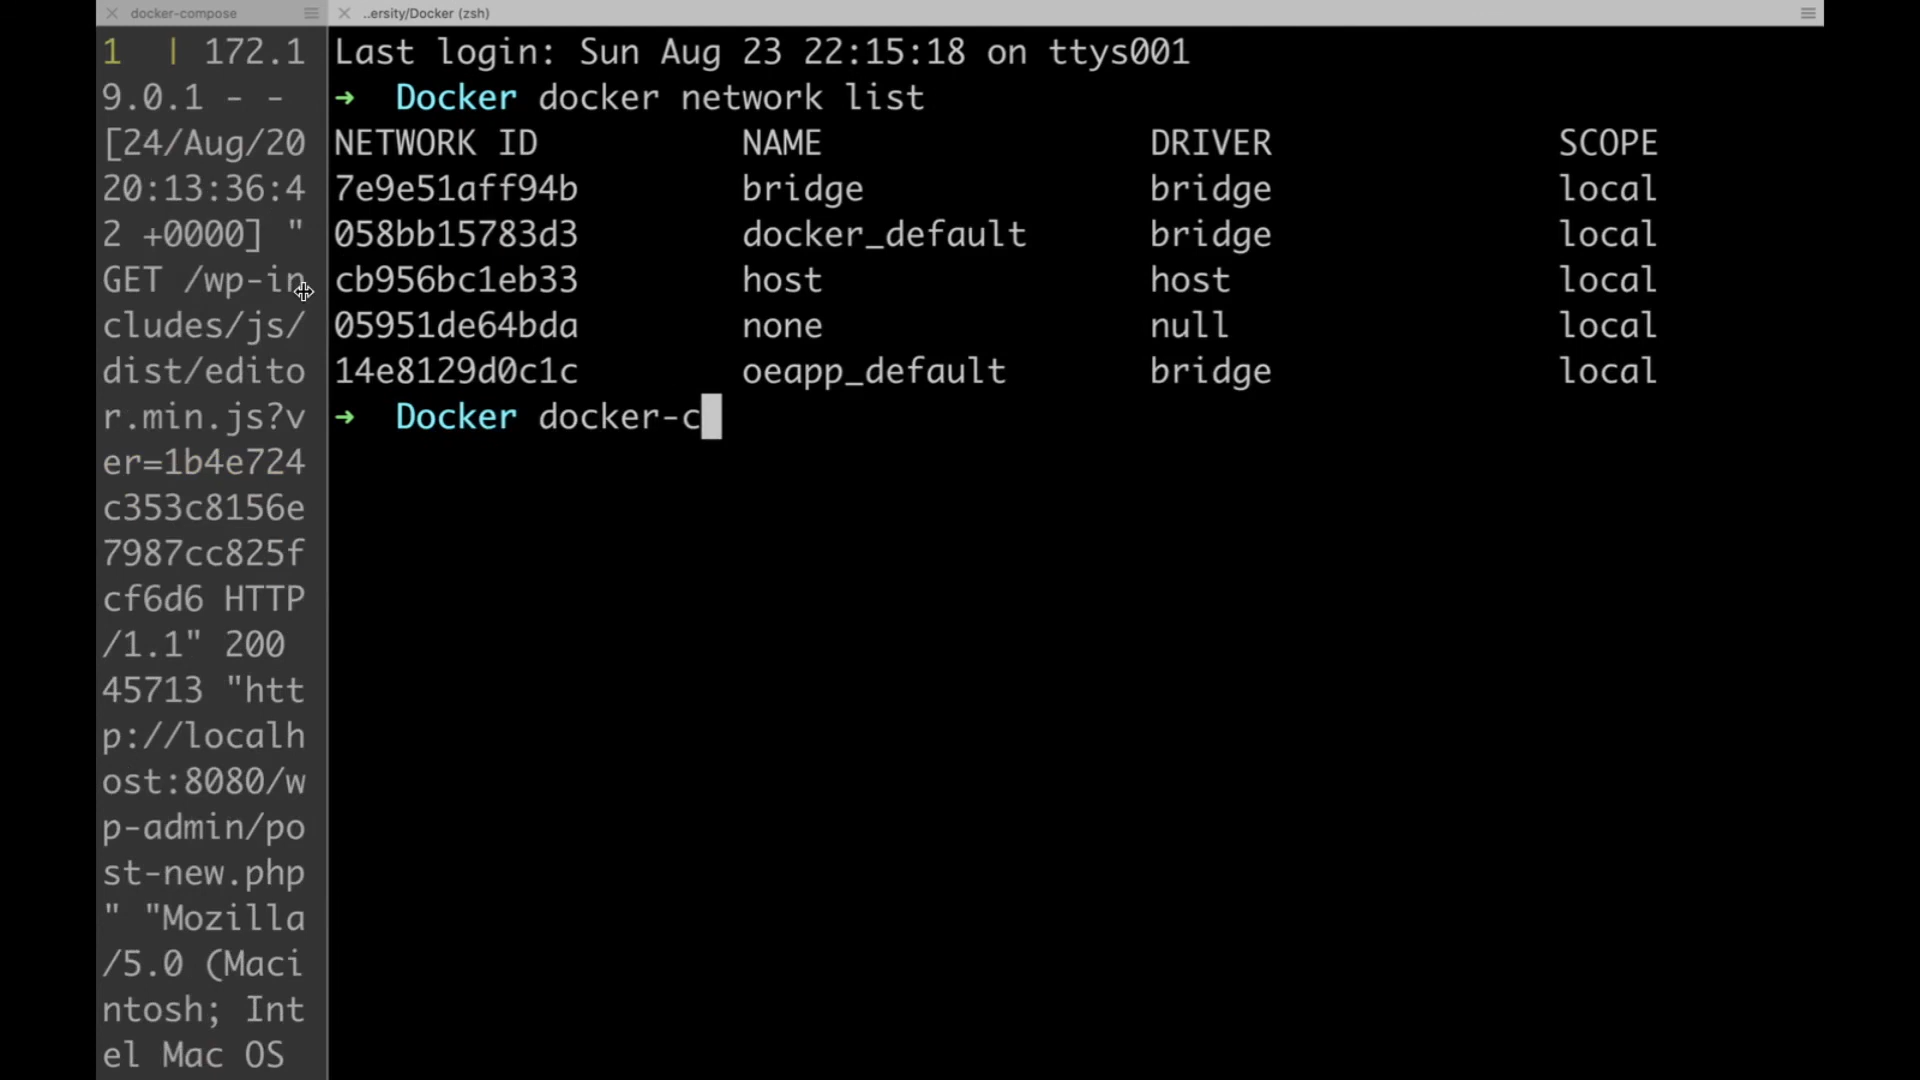 docker-compose
..ersity/Docker (zsh)
1 | 172.1
9.0.1 - -
[24/Aug/20
20:13:36:4
2 +0000] "
GET /wp-in
cludes/js/
dist/edito
r.min.js?v
er=1b4e724
c353c8156e
7987cc825f
cf6d6 HTTP
/1.1" 200
45713 "htt
p://localh
ost:8080/w
p-admin/po
st-new.php
" "Mozilla
/5.0 (Maci
ntosh; Int
el Mac OS
Last login: Sun Aug 23 22:15:18 on ttys001
➜ Docker docker network list
NETWORK ID NAME DRIVER SCOPE
7e9e51aff94b bridge bridge local
058bb15783d3 docker_default bridge local
cb956bc1eb33 host host local
05951de64bda none null local
14e8129d0c1c oeapp_default bridge local
➜ Docker docker-c